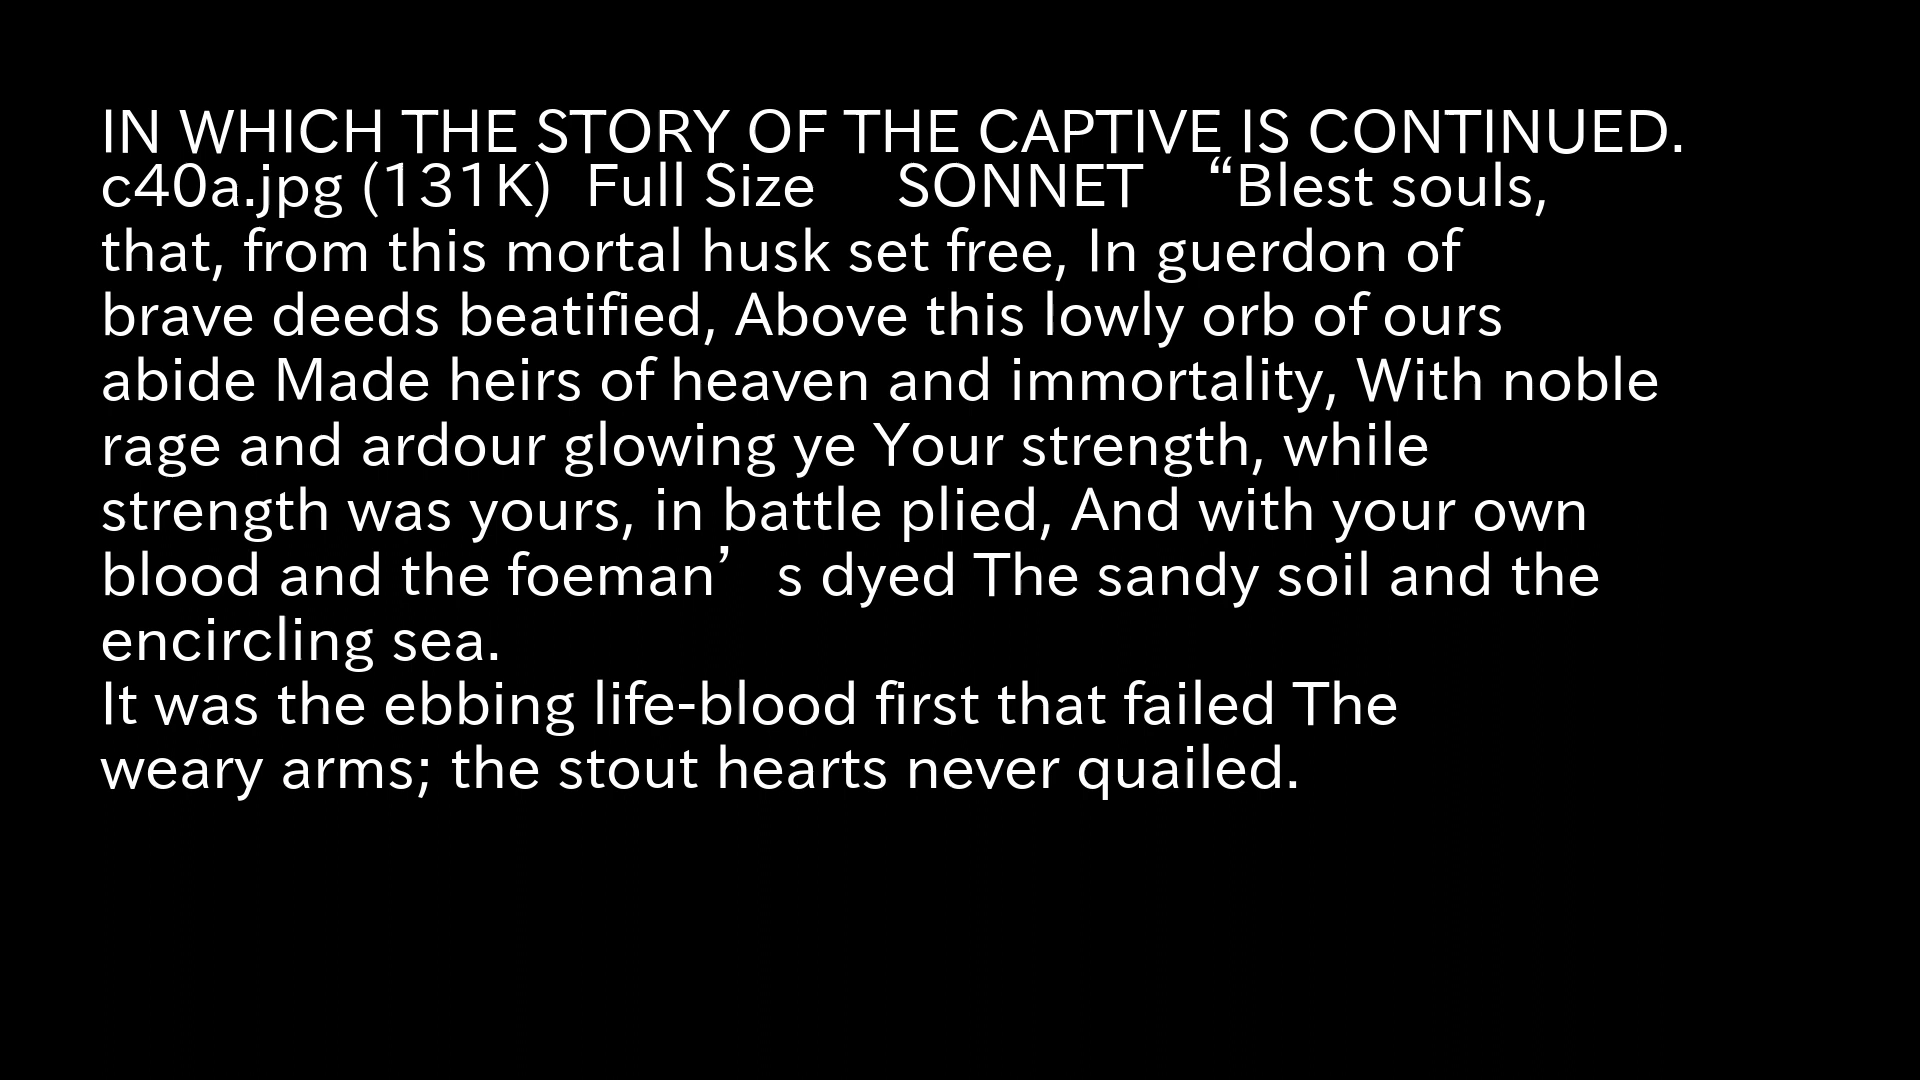 IN WHICH THE STORY OF THE CAPTIVE IS CONTINUED.
c40a.jpg (131K)  Full Size     SONNET    “Blest souls,
that, from this mortal husk set free, In guerdon of
brave deeds beatified, Above this lowly orb of ours
abide Made heirs of heaven and immortality, With noble
rage and ardour glowing ye Your strength, while
strength was yours, in battle plied, And with your own
blood and the foeman’s dyed The sandy soil and the
encircling sea.
It was the ebbing life-blood first that failed The
weary arms; the stout hearts never quailed.